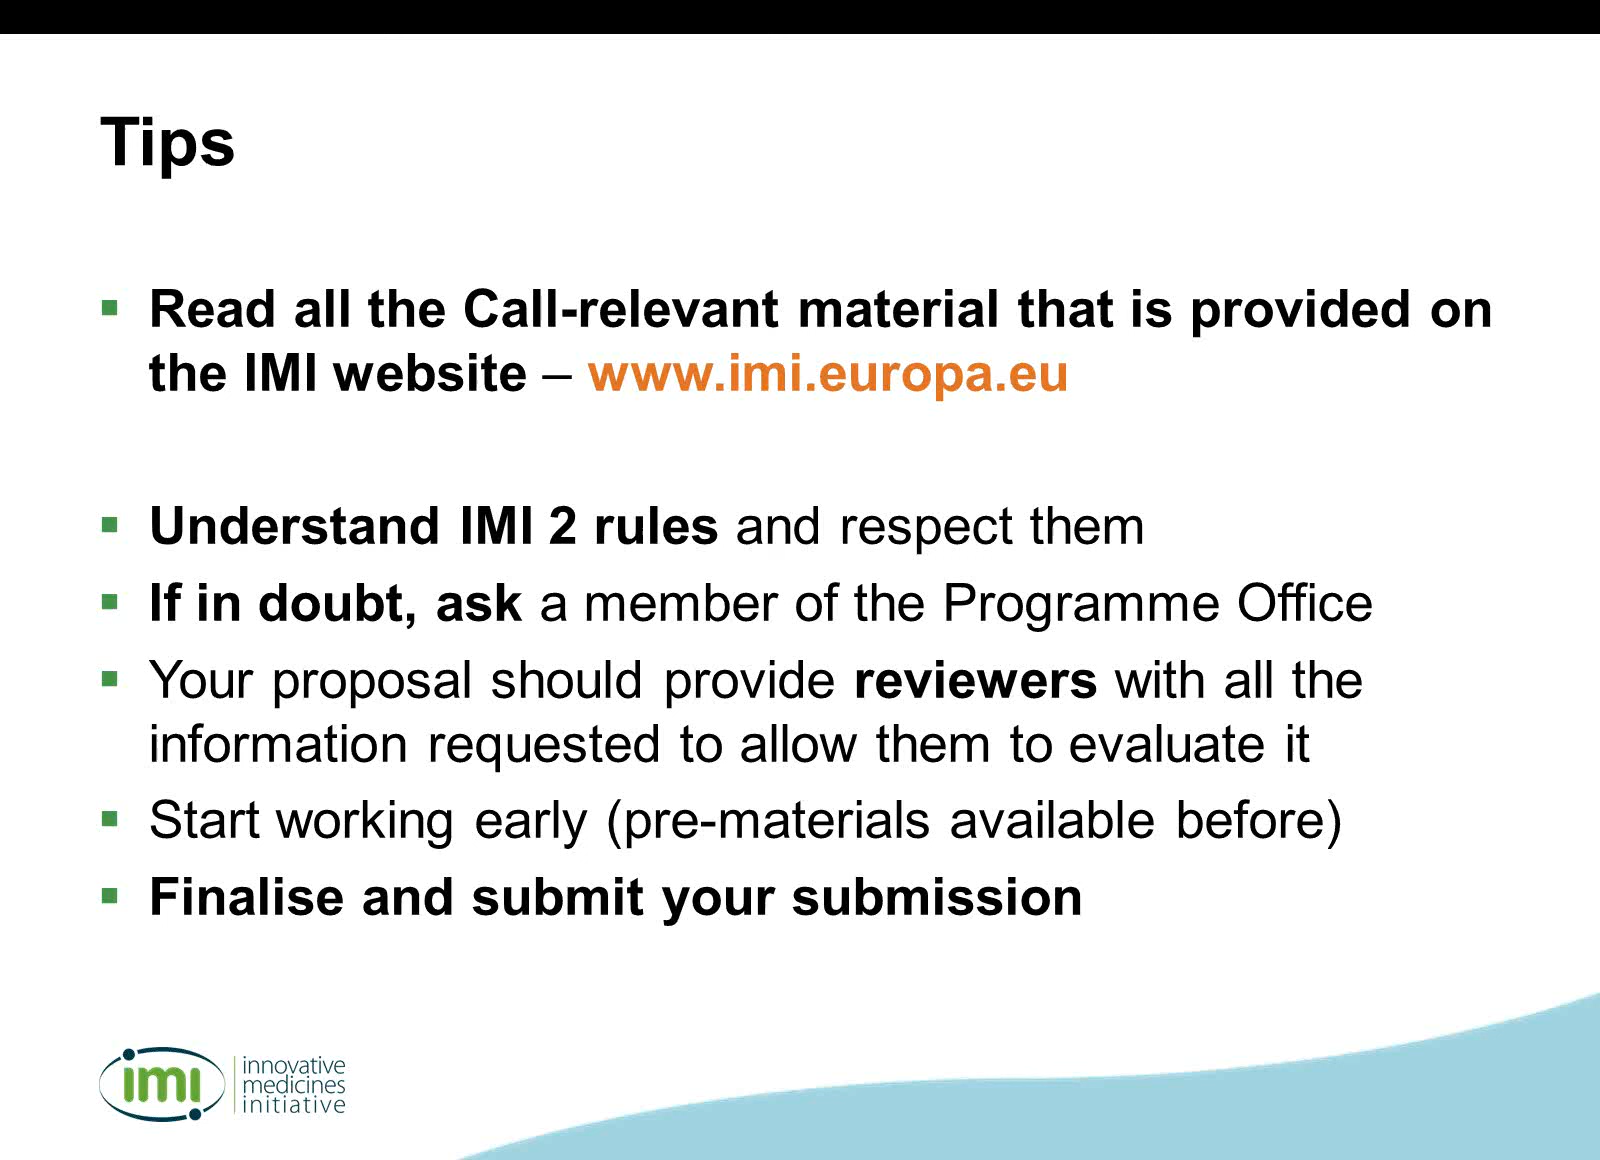 Tips
Read all the Call-relevant material that is provided on
the IMI website – www.imi.europa.eu
Understand IMI 2 rules and respect them
If in doubt, ask a member of the Programme Office
Your proposal should provide reviewers with all the
information requested to allow them to evaluate it
Start working early (pre-materials available before)
Finalise and submit your submission
imi
innovative
medicines
initiative